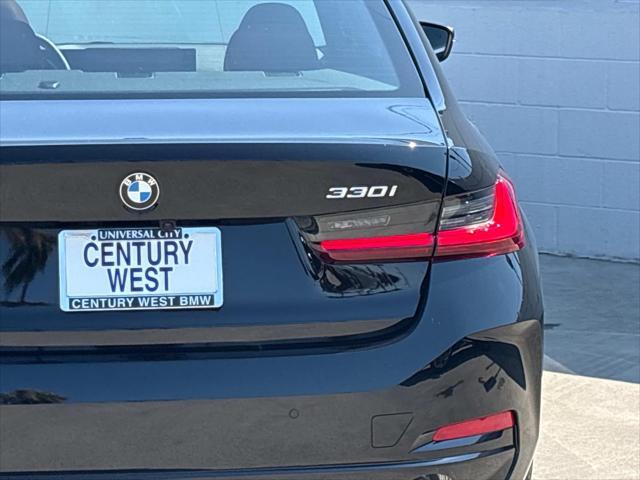 BMW
330i
UNIVERSAL CITY
CENTURY
WEST
CENTURY WEST BMW